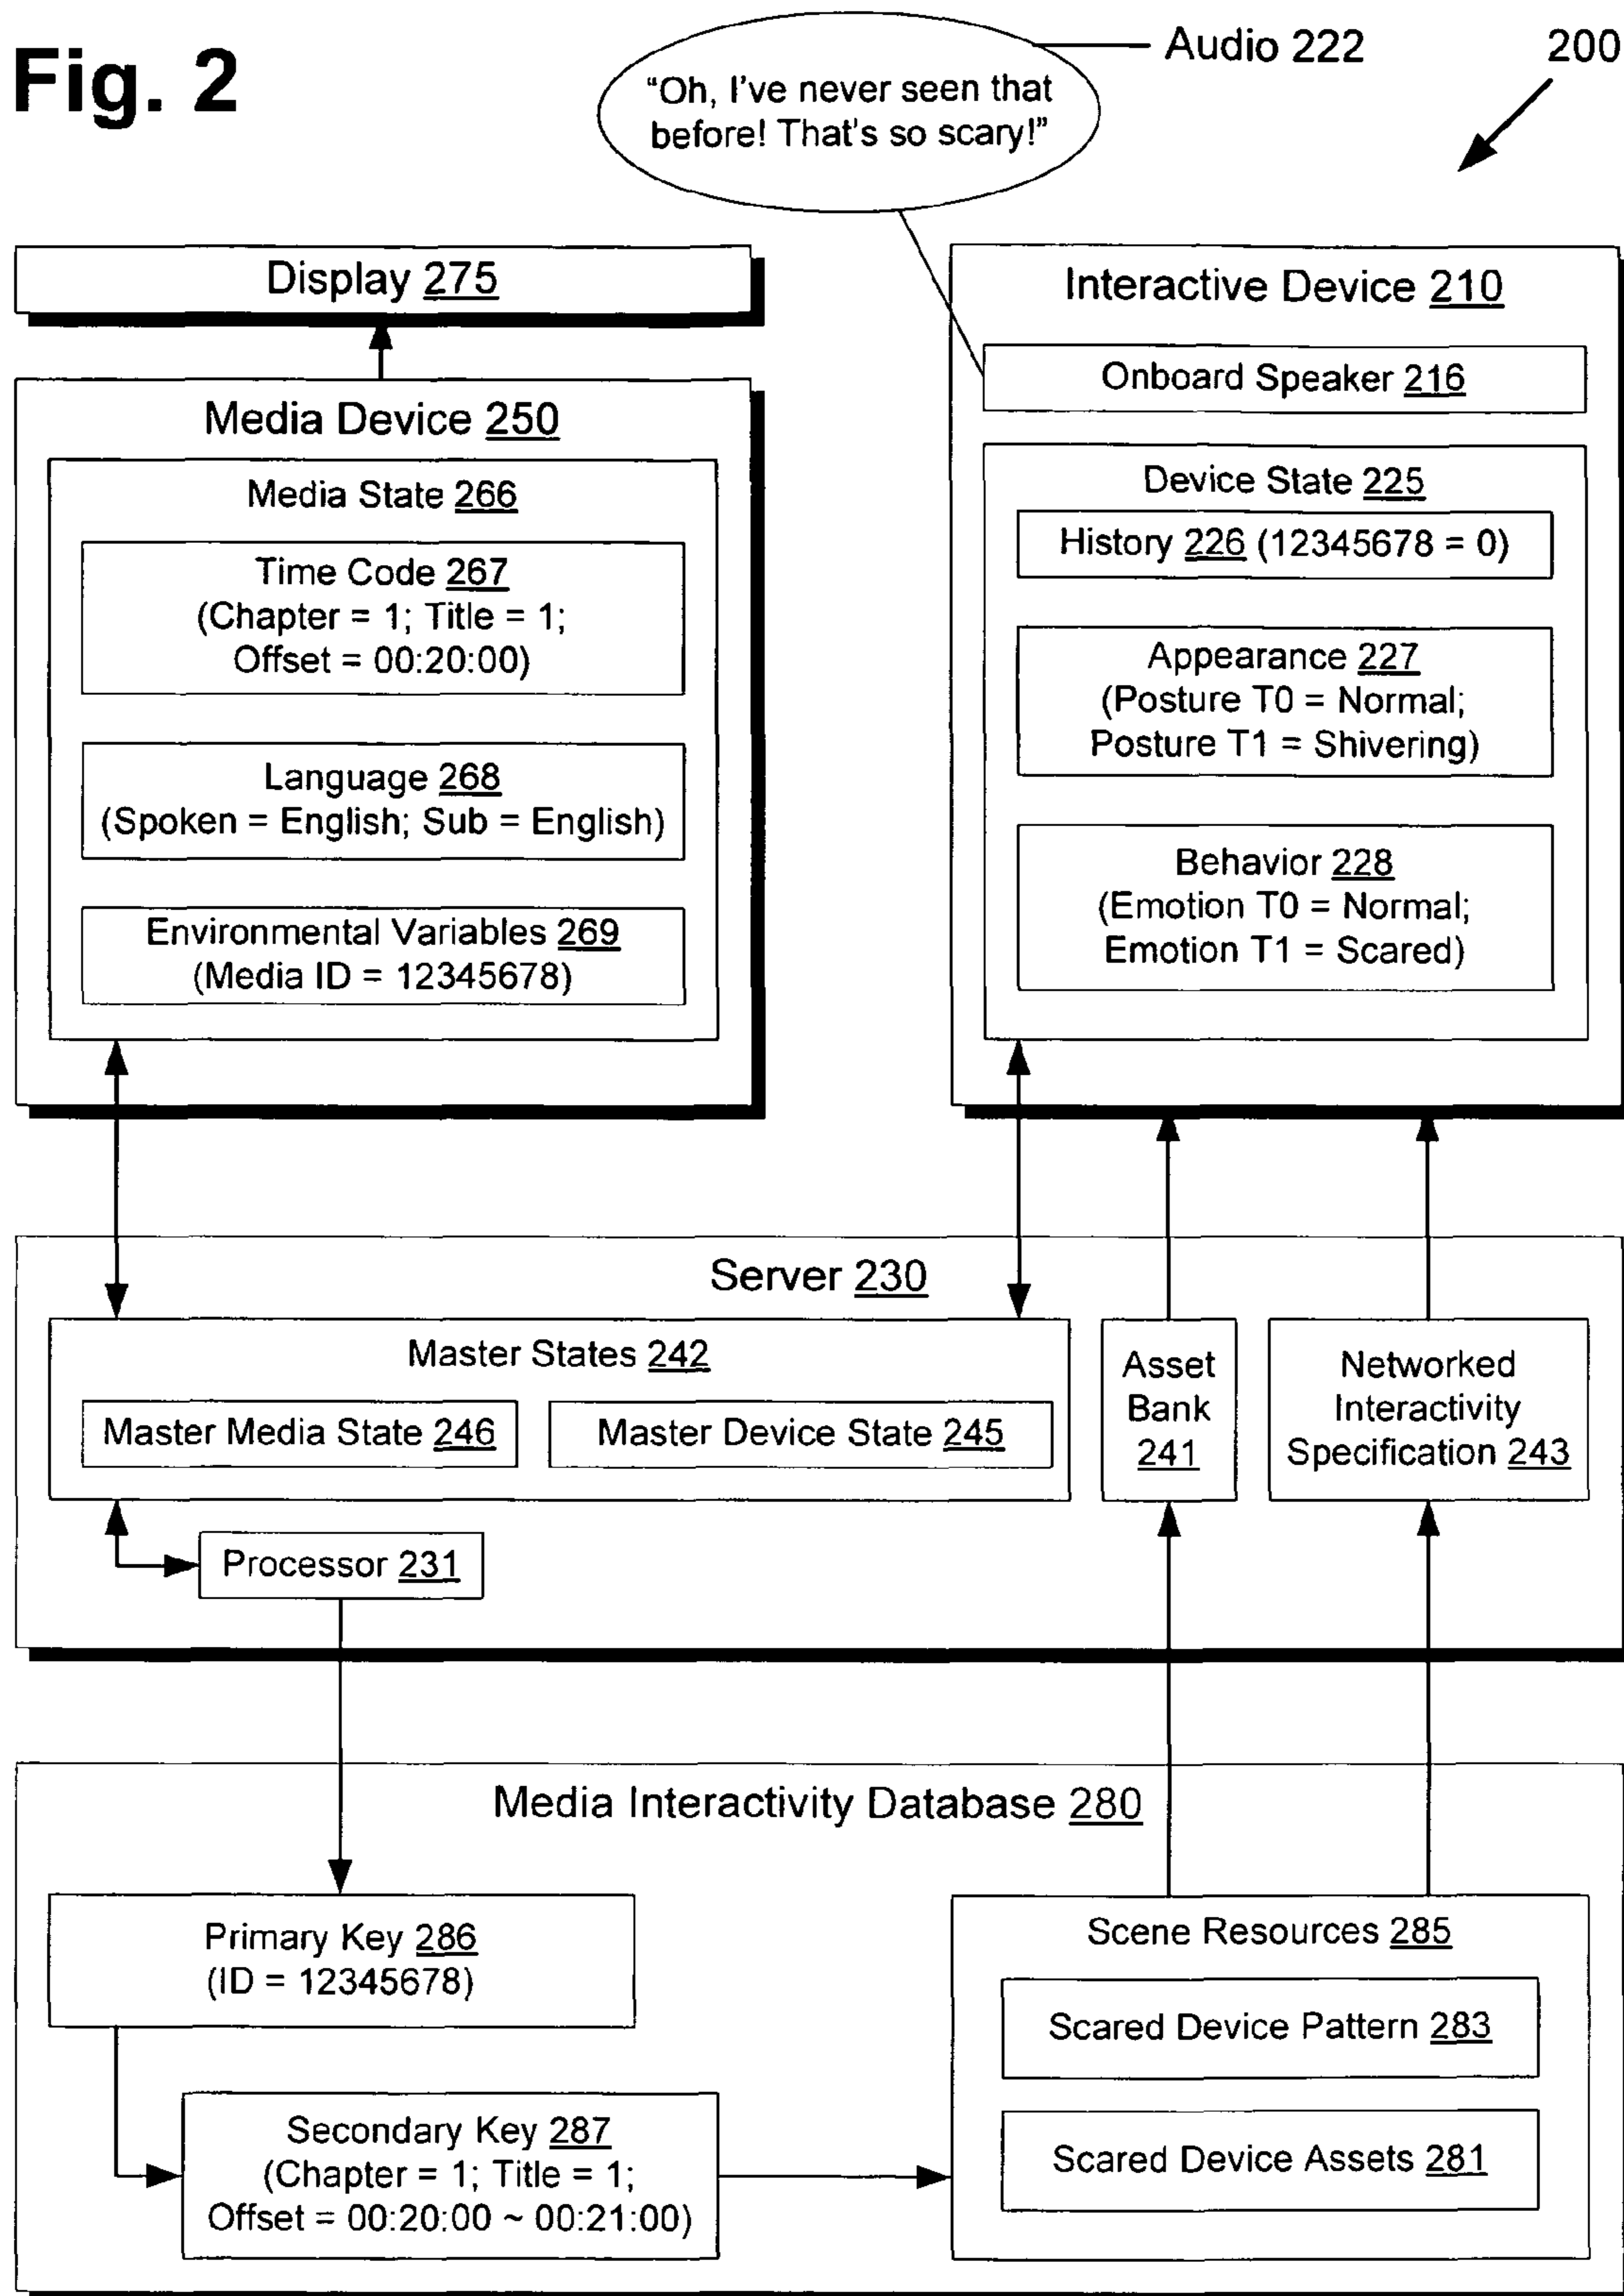 Fig. 2
"Oh, I've never seen that
before! That's so scary!"
Audio 222
200
Display 275
Media Device 250
Media State 266
Time Code 267
(Chapter = 1; Title = 1;
Offset = 00:20:00)
Language 268
(Spoken = English; Sub = English)
Environmental Variables 269
(Media ID = 12345678)
Interactive Device 210
Onboard Speaker 216
Device State 225
History 226 (12345678 = 0)
Appearance 227
(Posture T0 = Normal;
Posture T1 = Shivering)
Behavior 228
(Emotion T0 = Normal;
Emotion T1 = Scared)
Server 230
Master States 242
Master Media State 246
Master Device State 245
Asset
Bank
241
Networked
Interactivity
Specification 243
Processor 231
Media Interactivity Database 280
Primary Key 286
(ID = 12345678)
Secondary Key 287
(Chapter = 1; Title = 1;
Offset = 00:20:00 ~ 00:21:00)
Scene Resources 285
Scared Device Pattern 283
Scared Device Assets 281